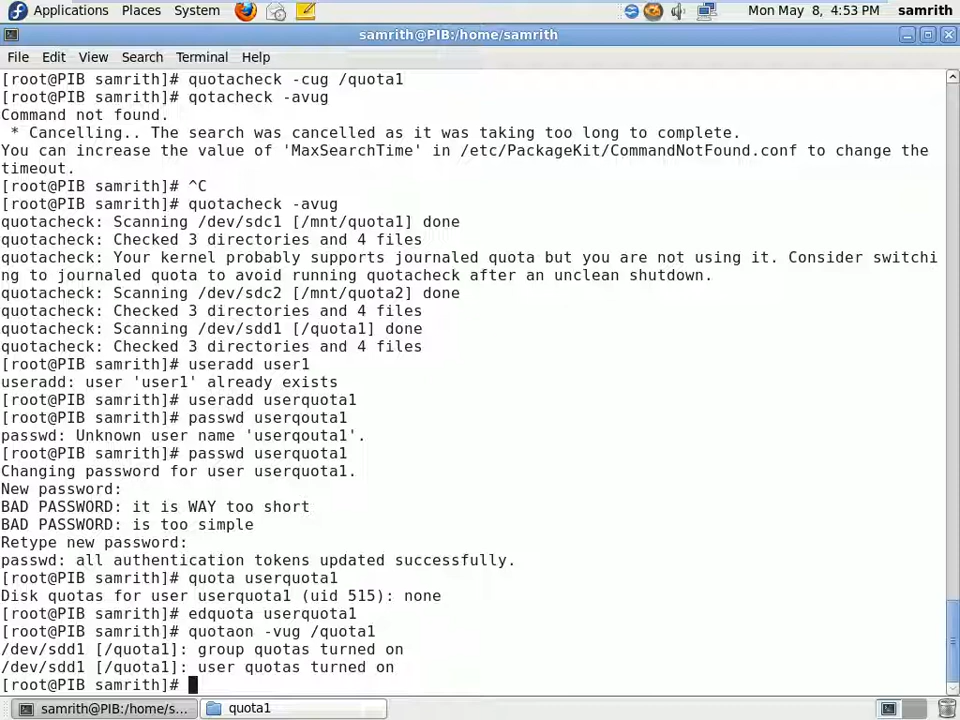 Applications Places System Mon May 8, 4:53 PM samrith
samrith@PIB:/home/samrith
File Edit View Search Terminal Help
[root@PIB samrith]# quotacheck -cug /quota1
[root@PIB samrith]# qotacheck -avug
Command not found.
 * Cancelling.. The search was cancelled as it was taking too long to complete.
You can increase the value of 'MaxSearchTime' in /etc/PackageKit/CommandNotFound.conf to change the
timeout.
[root@PIB samrith]# ^C
[root@PIB samrith]# quotacheck -avug
quotacheck: Scanning /dev/sdc1 [/mnt/quota1] done
quotacheck: Checked 3 directories and 4 files
quotacheck: Your kernel probably supports journaled quota but you are not using it. Consider switchi
ng to journaled quota to avoid running quotacheck after an unclean shutdown.
quotacheck: Scanning /dev/sdc2 [/mnt/quota2] done
quotacheck: Checked 3 directories and 4 files
quotacheck: Scanning /dev/sdd1 [/quota1] done
quotacheck: Checked 3 directories and 4 files
[root@PIB samrith]# useradd user1
useradd: user 'user1' already exists
[root@PIB samrith]# useradd userquota1
[root@PIB samrith]# passwd userqouta1
passwd: Unknown user name 'userqouta1'.
[root@PIB samrith]# passwd userquota1
Changing password for user userquota1.
New password:
BAD PASSWORD: it is WAY too short
BAD PASSWORD: is too simple
Retype new password:
passwd: all authentication tokens updated successfully.
[root@PIB samrith]# quota userquota1
Disk quotas for user userquota1 (uid 515): none
[root@PIB samrith]# edquota userquota1
[root@PIB samrith]# quotaon -vug /quota1
/dev/sdd1 [/quota1]: group quotas turned on
/dev/sdd1 [/quota1]: user quotas turned on
[root@PIB samrith]#
samrith@PIB:/home/s... quota1